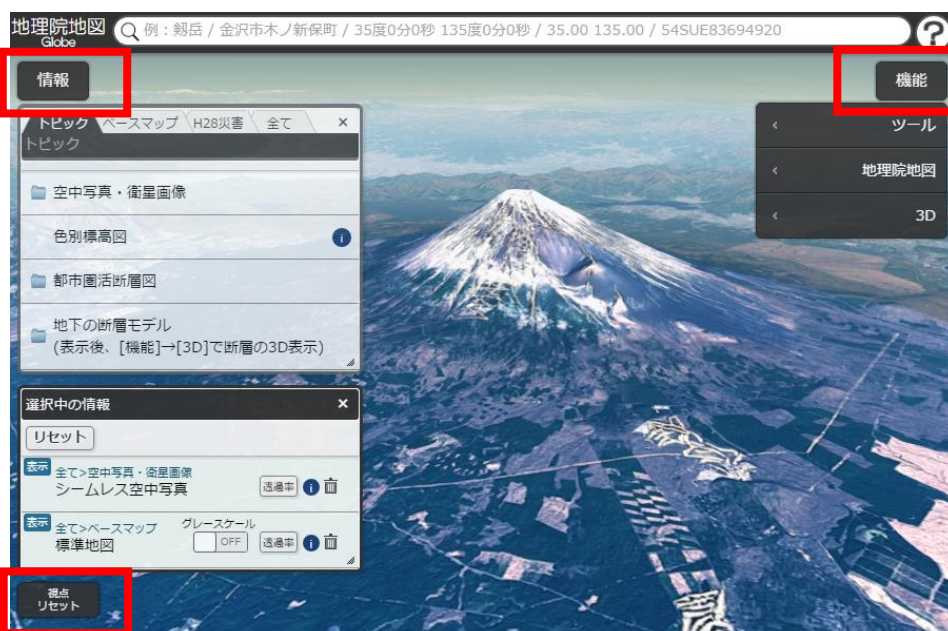 地理院地図
Globe
例：剱岳 / 金沢市木ノ新保町 / 35度0分0秒 135度0分0秒 / 35.00 135.00 / 54SUE83694920
?
情報
機能
トピック ベースマップ H28災害 全て ×
トピック
空中写真・衛星画像
色別標高図 i
都市圏活断層図
地下の断層モデル
(表示後、[機能]→[3D]で断層の3D表示)
‹ ツール
‹ 地理院地図
‹ 3D
選択中の情報 ×
リセット
表示 全て>空中写真・衛星画像
シームレス空中写真 透過率 i
表示 全て>ベースマップ グレースケール
標準地図 OFF 透過率 i
視点
リセット